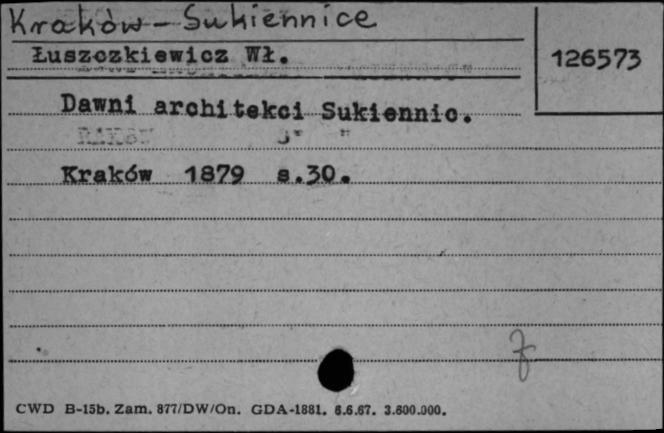 Kraków - Sukiennice
Łuszczkiewicz Wł.
126573
Dawni architekci Sukiennic.
Kraków 1879 s.30.
CWD B-15b. Zam. 877/DW/On. GDA-1881. 6.6.67. 3.600.000.